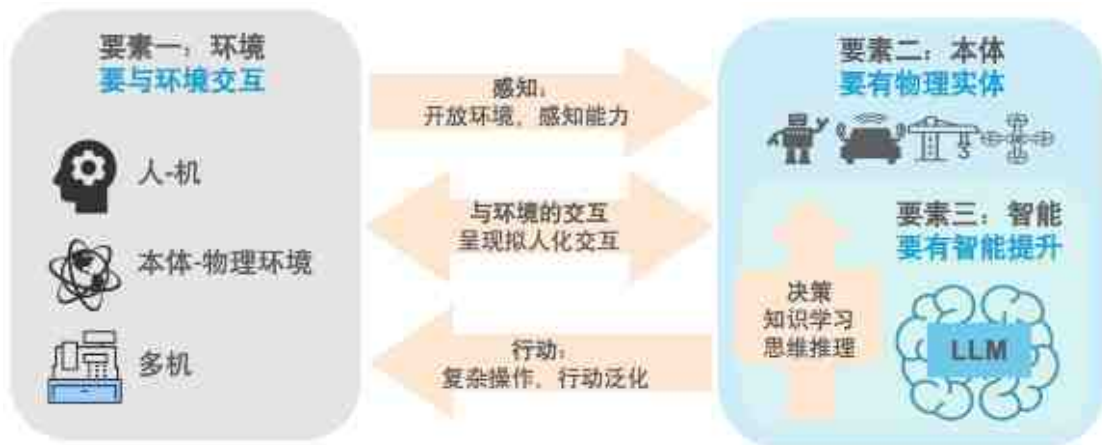 要素一：环境
要与环境交互
人-机
本体-物理环境
多机
感知：
开放环境，感知能力
与环境的交互
呈现拟人化交互
行动：
复杂操作，行动泛化
要素二：本体
要有物理实体
要素三：智能
要有智能提升
决策
知识学习
思维推理
LLM